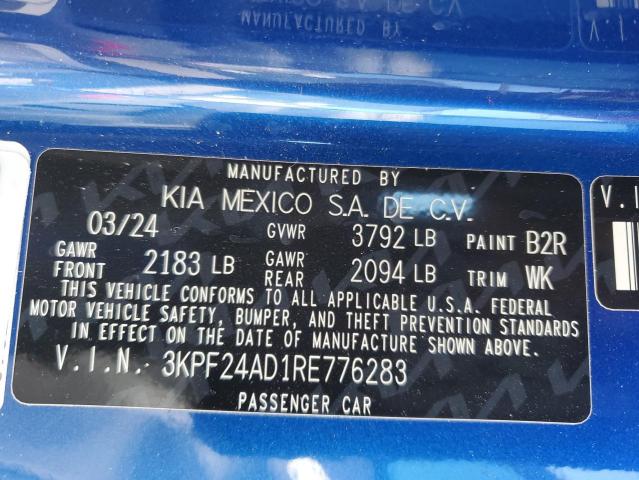 MANUFACTURED BY
KIA MEXICO S.A. DE C.V.
03/24 GVWR 3792 LB PAINT B2R
GAWR FRONT 2183 LB GAWR REAR 2094 LB TRIM WK
THIS VEHICLE CONFORMS TO ALL APPLICABLE U.S.A. FEDERAL
MOTOR VEHICLE SAFETY, BUMPER, AND THEFT PREVENTION STANDARDS
IN EFFECT ON THE DATE OF MANUFACTURE SHOWN ABOVE.
V.I.N. 3KPF24AD1RE776283
PASSENGER CAR
V.I